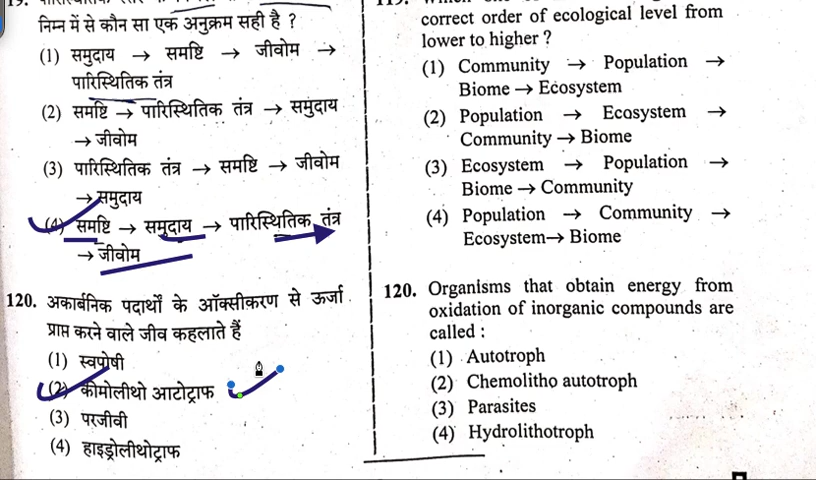 निम्न में से कौन सा एक अनुक्रम सही है ?
(1) समुदाय → समष्टि → जीवोम →
पारिस्थितिक तंत्र
(2) समष्टि → पारिस्थितिक तंत्र → समुदाय
→ जीवोम
(3) पारिस्थितिक तंत्र → समष्टि → जीवोम
→ समुदाय
(4) समष्टि → समुदाय → पारिस्थितिक तंत्र
→ जीवोम
120. अकार्बनिक पदार्थों के ऑक्सीकरण से ऊर्जा
प्राप्त करने वाले जीव कहलाते हैं
(1) स्वपोषी
(2) कीमोलीथो आटोट्राफ
(3) परजीवी
(4) हाइड्रोलीथोट्राफ
correct order of ecological level from
lower to higher ?
(1) Community → Population →
Biome → Ecosystem
(2) Population → Ecosystem →
Community → Biome
(3) Ecosystem → Population →
Biome → Community
(4) Population → Community →
Ecosystem → Biome
120. Organisms that obtain energy from
oxidation of inorganic compounds are
called :
(1) Autotroph
(2) Chemolitho autotroph
(3) Parasites
(4) Hydrolithotroph